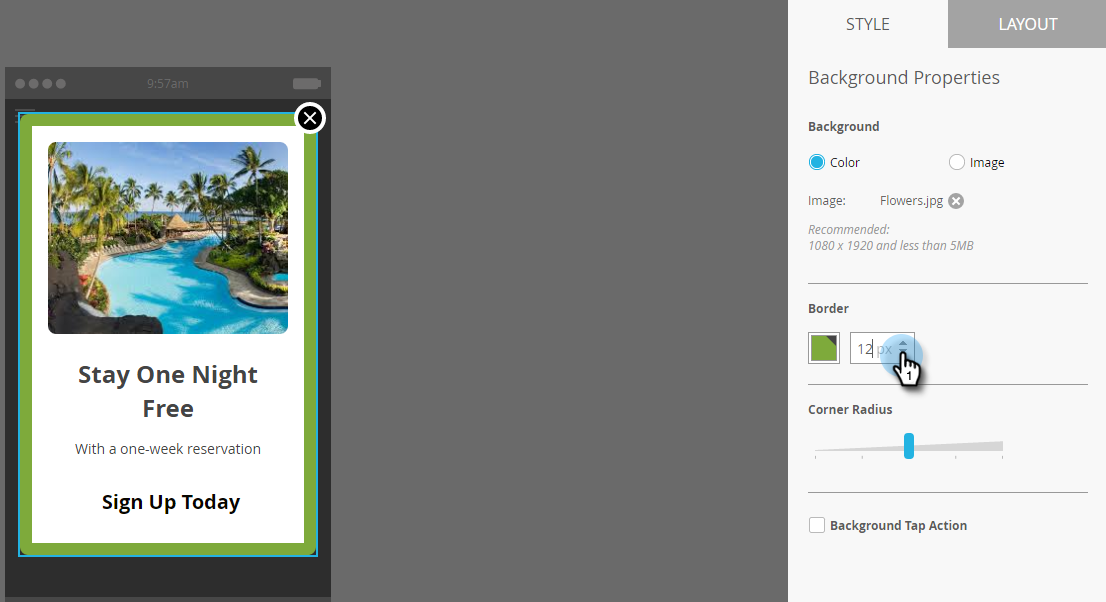 STYLE
LAYOUT
Background Properties
Background
Color
Image
Image:
Flowers.jpg
Recommended:
1080 x 1920 and less than 5MB
Border
12 px
1
Corner Radius
Background Tap Action
9:57am
Stay One Night
Free
With a one-week reservation
Sign Up Today